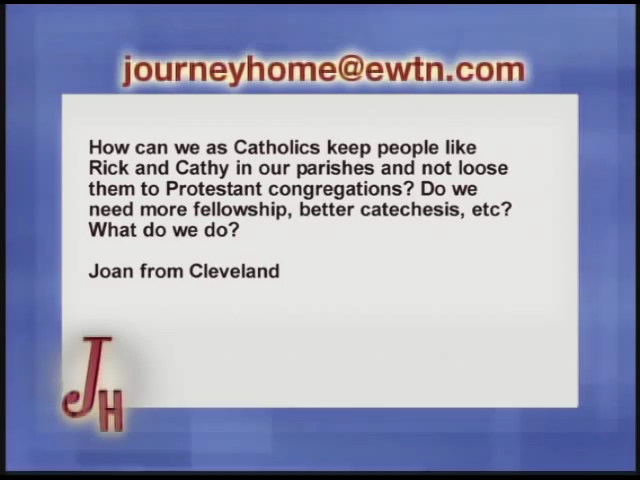 journeyhome@ewtn.com
How can we as Catholics keep people like
Rick and Cathy in our parishes and not loose
them to Protestant congregations? Do we
need more fellowship, better catechesis, etc?
What do we do?
Joan from Cleveland
JH